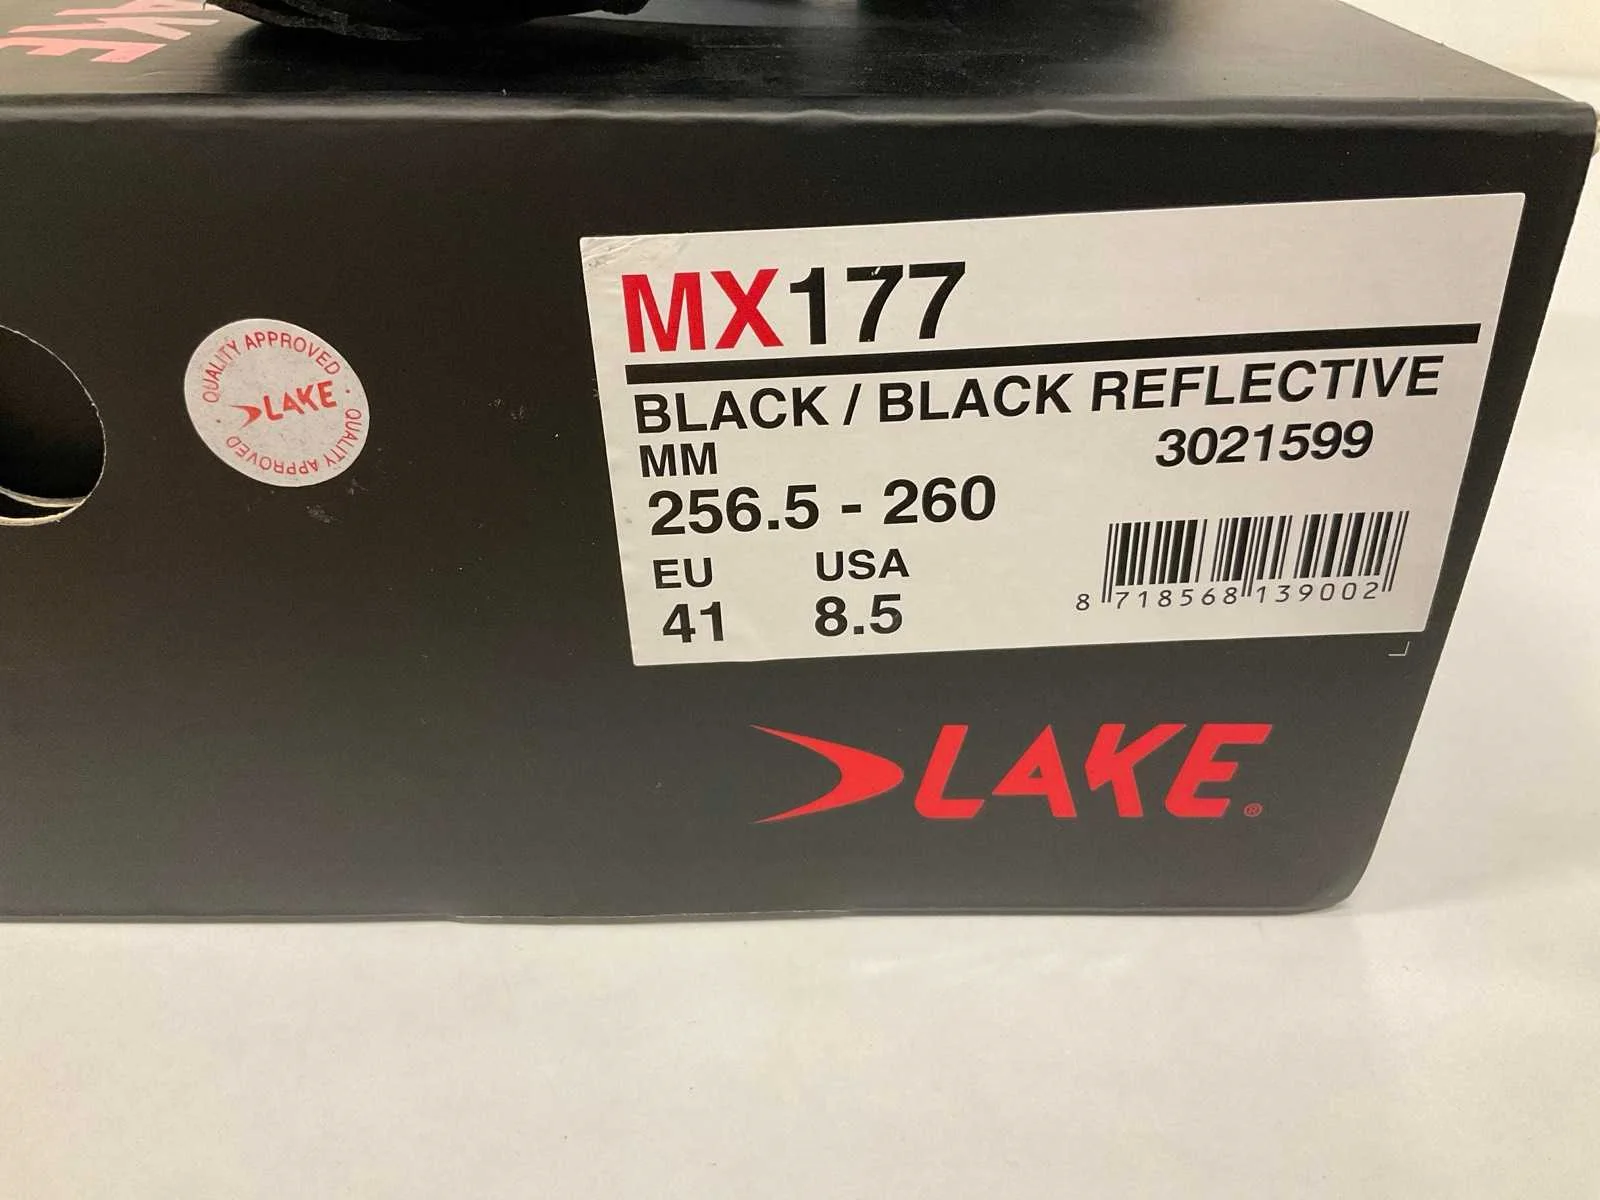 LAKE
QUALITY APPROVED · QUALITY APPROVED ·
LAKE
MX177
BLACK / BLACK REFLECTIVE
MM 3021599
256.5 - 260
EU USA
41 8.5
8 718568 139002
LAKE®